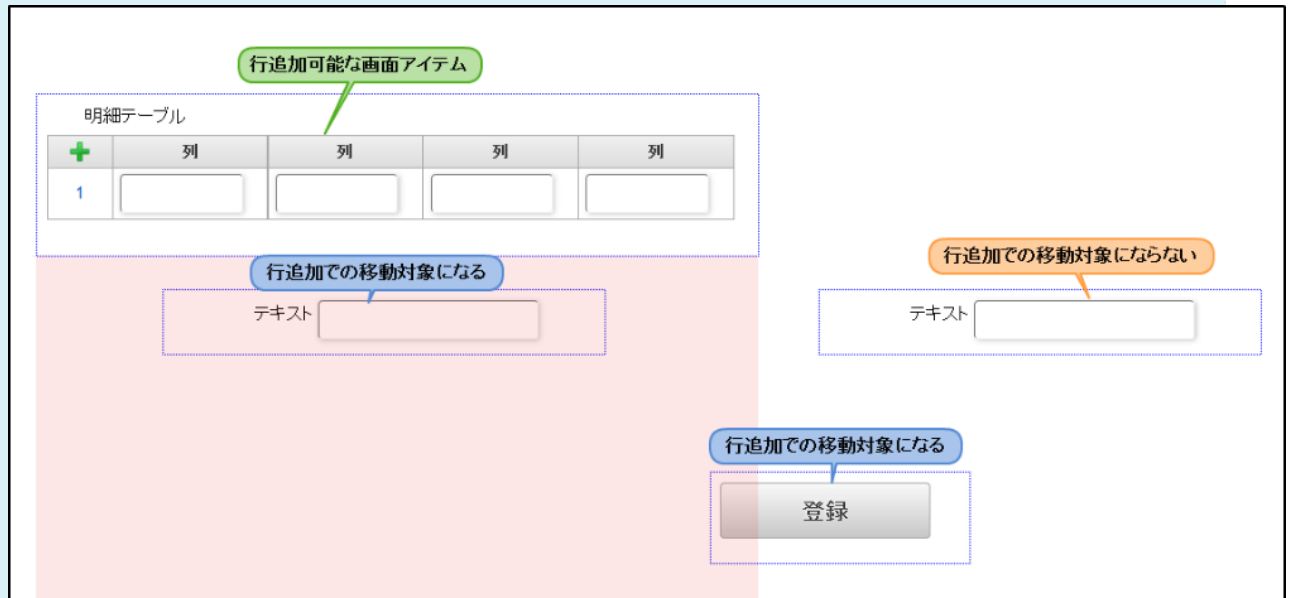 行追加可能な画面アイテム
明細テーブル
列 列 列 列
1
行追加での移動対象になる
行追加での移動対象にならない
テキスト
テキスト
行追加での移動対象になる
登録